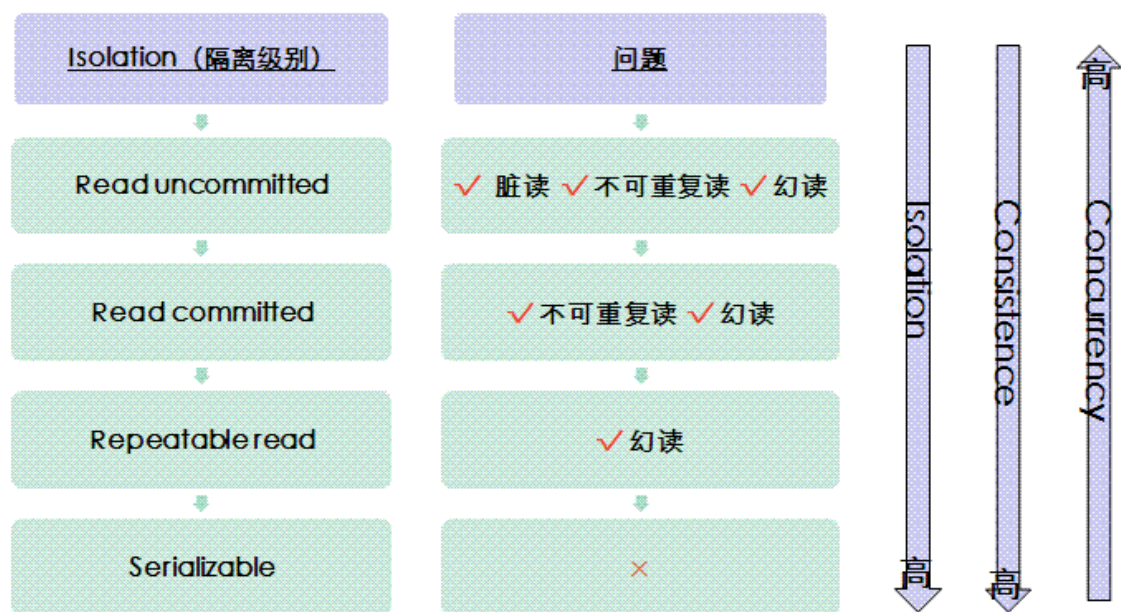 Isolation（隔离级别）
问题
Read uncommitted
✓ 脏读 ✓ 不可重复读 ✓ 幻读
Read committed
✓ 不可重复读 ✓ 幻读
Repeatable read
✓ 幻读
Serializable
×
Isolation
高
Consistence
高
高
Concurrency